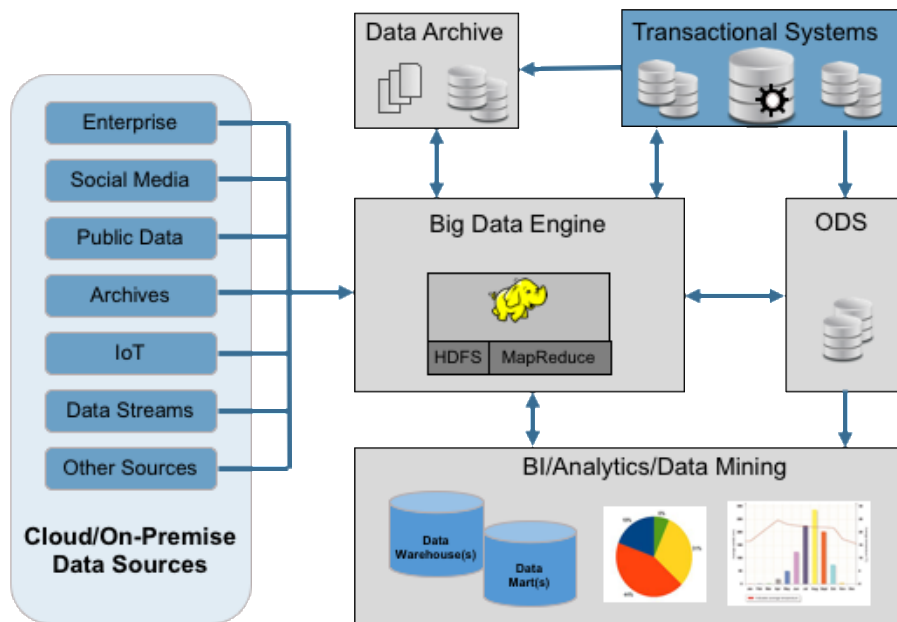 Data Archive
Transactional Systems
Enterprise
Social Media
Public Data
Archives
IoT
Data Streams
Other Sources
Cloud/On-Premise
Data Sources
Big Data Engine
HDFS
MapReduce
ODS
BI/Analytics/Data Mining
Data
Warehouse(s)
Data
Mart(s)